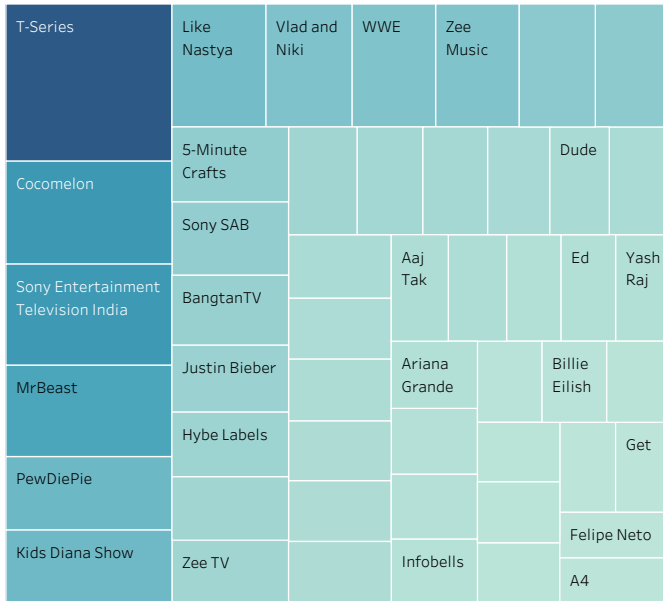 T-Series
Cocomelon
Sony Entertainment
Television India
MrBeast
PewDiePie
Kids Diana Show
Like
Nastya
Vlad and
Niki
WWE
Zee
Music
5-Minute
Crafts
Sony SAB
BangtanTV
Justin Bieber
Hybe Labels
Zee TV
Dude
Aaj
Tak
Ed
Yash
Raj
Ariana
Grande
Billie
Eilish
Infobells
Get
Felipe Neto
A4